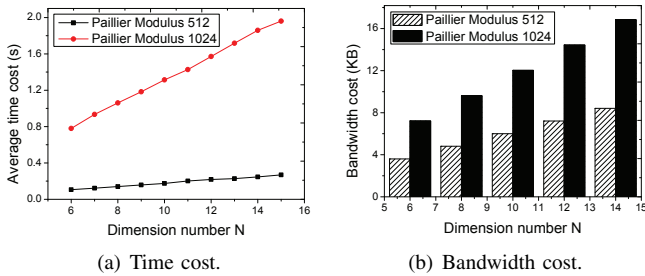 Paillier Modulus 512
Paillier Modulus 1024
Average time cost (s)
2.0
1.6
1.2
0.8
0.4
0.0
6 8 10 12 14 16
Dimension number N
(a) Time cost.
Paillier Modulus 512
Paillier Modulus 1024
Bandwidth cost (KB)
16
12
8
4
0
5 6 7 8 9 10 11 12 13 14 15
Dimension number N
(b) Bandwidth cost.